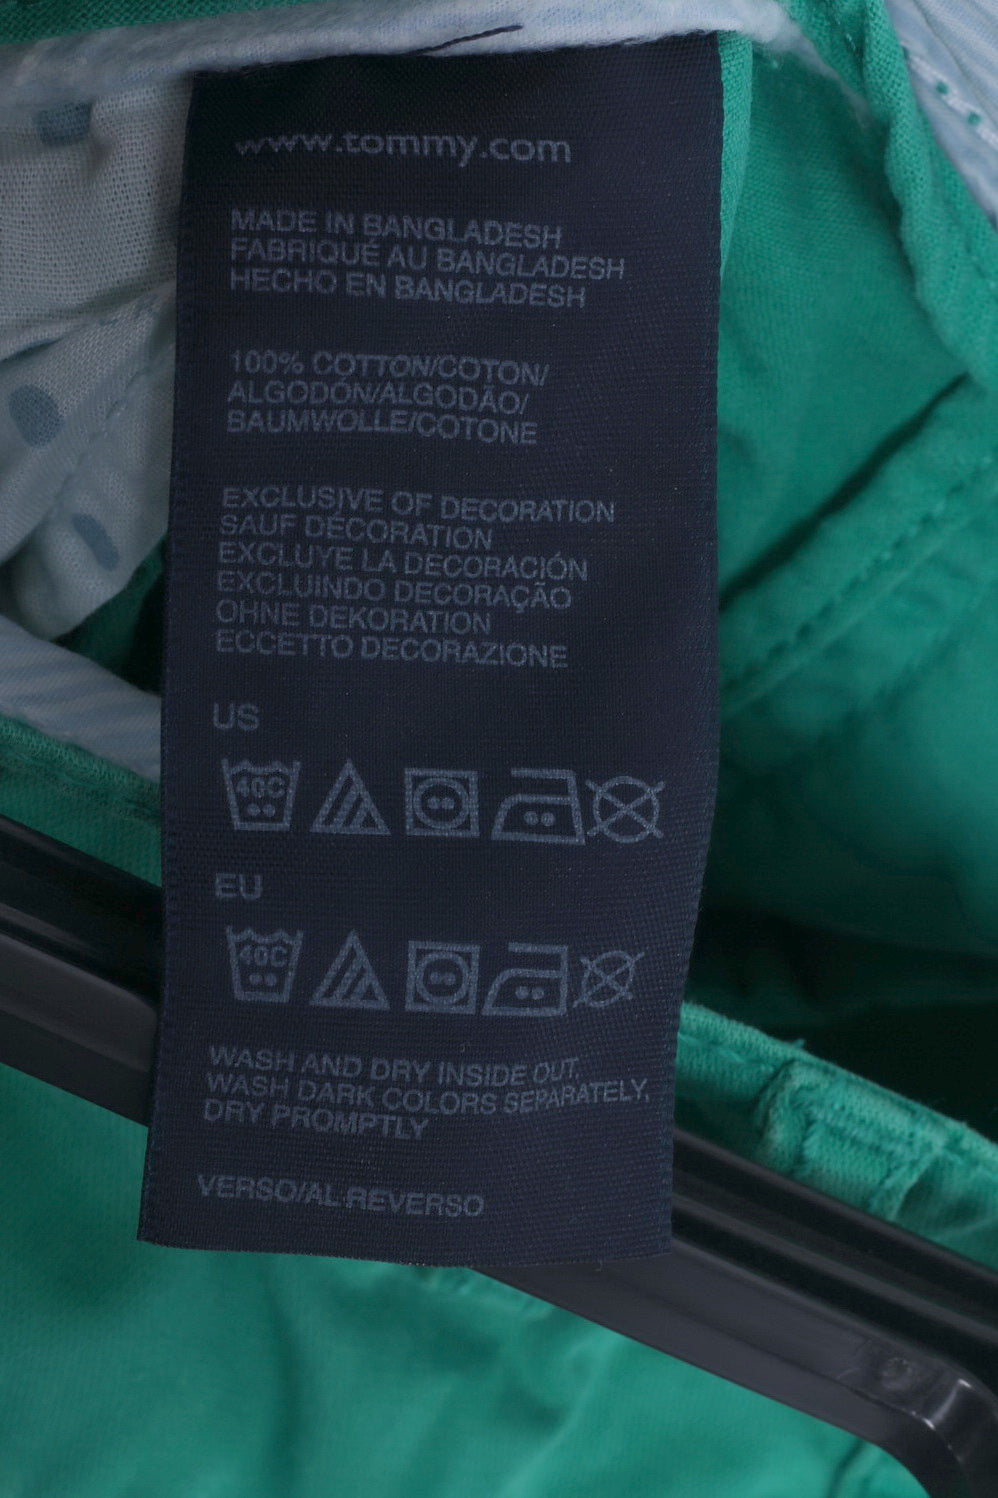 www.tommy.com
MADE IN BANGLADESH
FABRIQUÉ AU BANGLADESH
HECHO EN BANGLADESH
100% COTTON/COTON/
ALGODÓN/ALGODÃO/
BAUMWOLLE/COTONE
EXCLUSIVE OF DECORATION
SAUF DÉCORATION
EXCLUYE LA DECORACIÓN
EXCLUINDO DECORAÇÃO
OHNE DEKORATION
ECCETTO DECORAZIONE
US
40C
EU
40C
WASH AND DRY INSIDE OUT,
WASH DARK COLORS SEPARATELY,
DRY PROMPTLY
VERSO/AL REVERSO